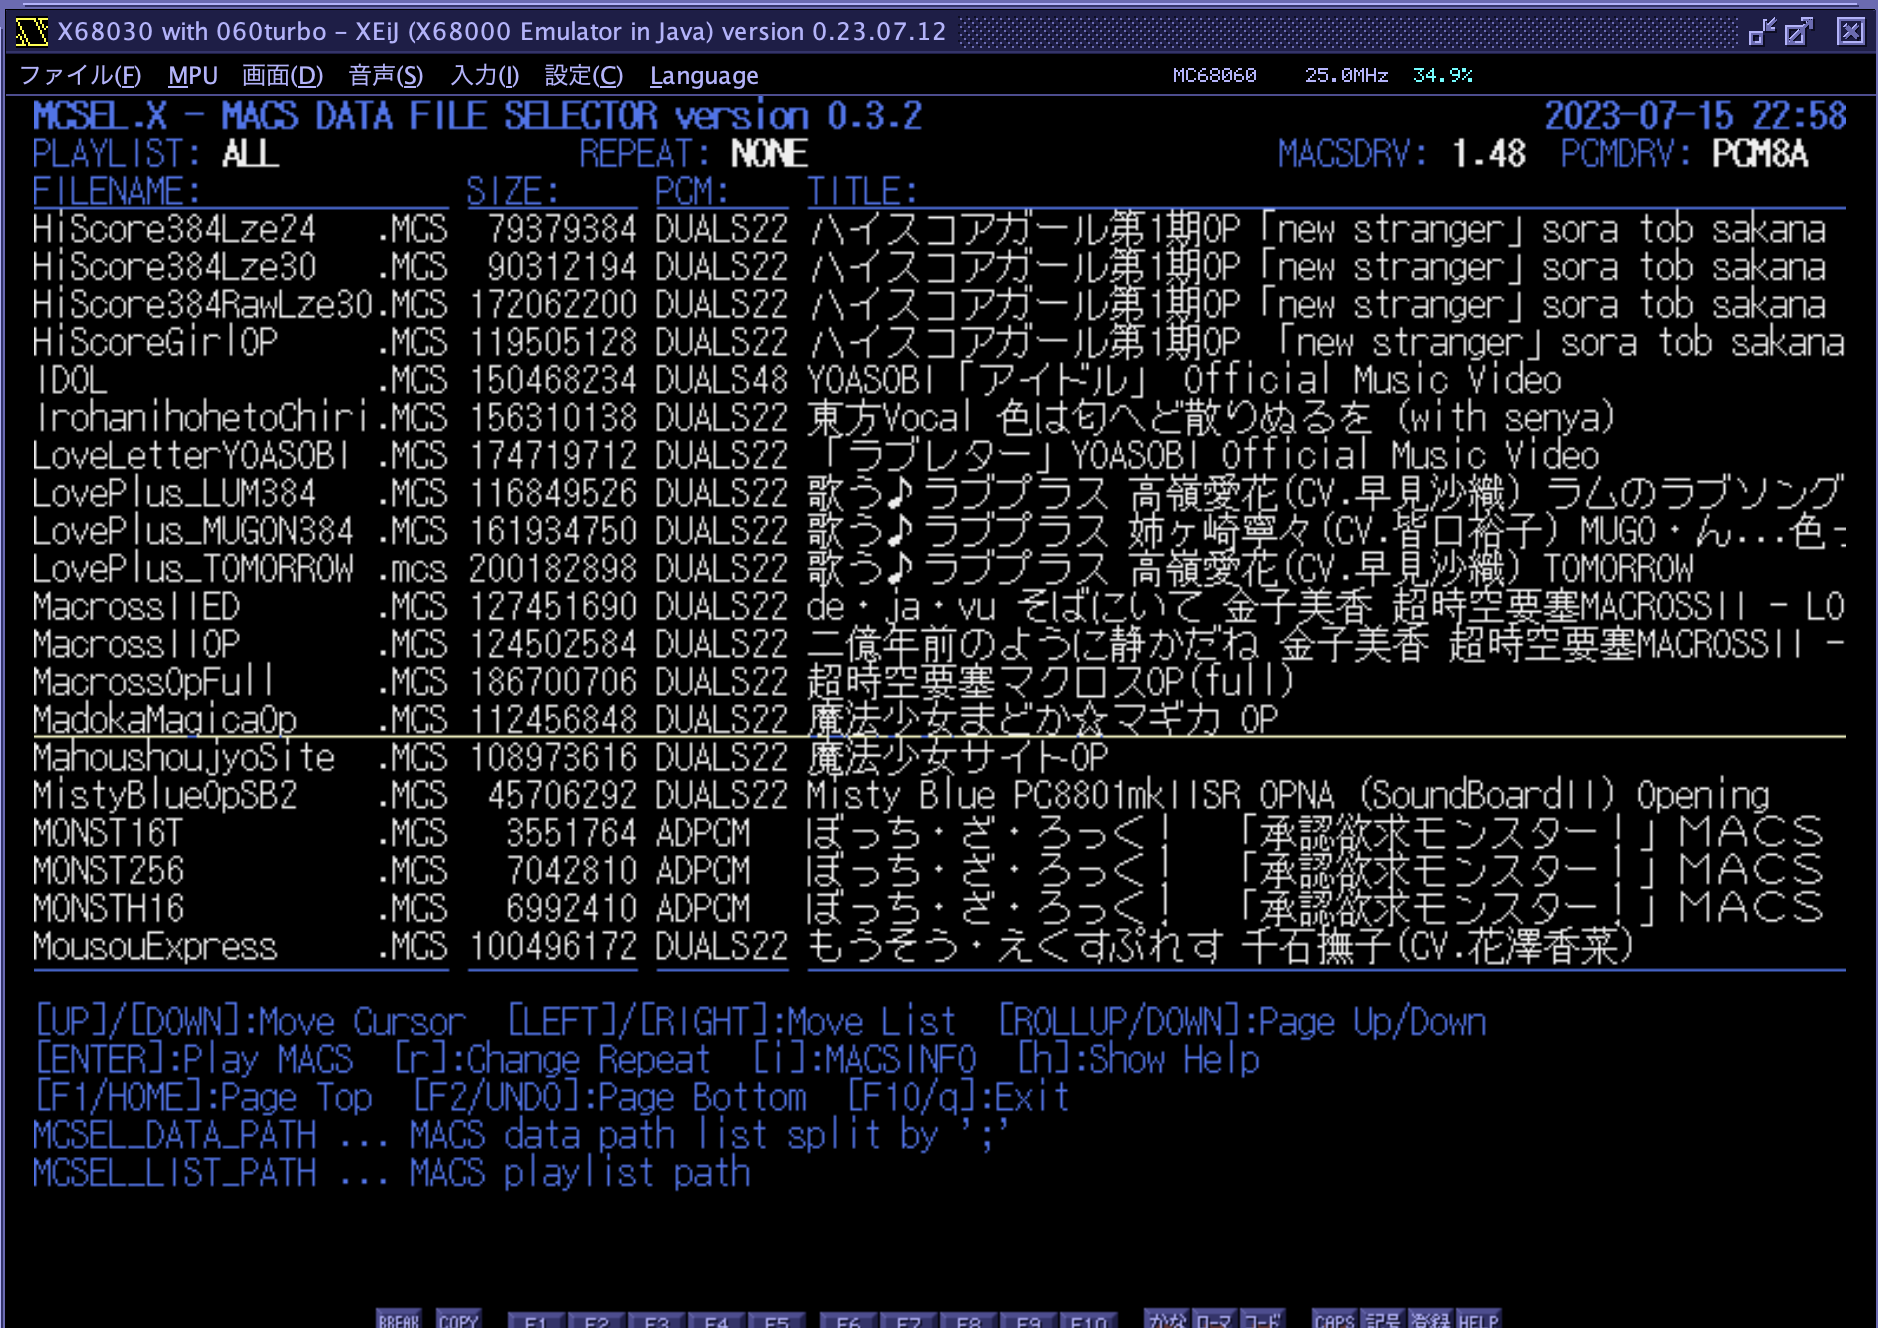 X68030 with 060turbo - XEiJ (X68000 Emulator in Java) version 0.23.07.12
ファイル(F) MPU 画面(D) 音声(S) 入力(I) 設定(C) Language MC68060 25.0MHz 34.9%
MCSEL.X - MACS DATA FILE SELECTOR version 0.3.2 2023-07-15 22:58
PLAYLIST: ALL REPEAT: NONE MACSDRV: 1.48 PCMDRV: PCM8A
FILENAME: SIZE: PCM: TITLE:
HiScore384Lze24 .MCS 79379384 DUALS22 ハイスコアガール第1期OP「new stranger」sora tob sakana
HiScore384Lze30 .MCS 90312194 DUALS22 ハイスコアガール第1期OP「new stranger」sora tob sakana
HiScore384RawLze30.MCS 172062200 DUALS22 ハイスコアガール第1期OP「new stranger」sora tob sakana
HiScoreGirlOP .MCS 119505128 DUALS22 ハイスコアガール第1期OP 「new stranger」sora tob sakana
IDOL .MCS 150468234 DUALS48 YOASOBI「アイドル」 Official Music Video
IrohanihohetoChiri.MCS 156310138 DUALS22 東方Vocal 色は匂へど散りぬるを (with senya)
LoveLetterYOASOBI .MCS 174719712 DUALS22 「ラブレター」YOASOBI Official Music Video
LovePlus_LUM384 .MCS 116849526 DUALS22 歌う♪ラブプラス 高嶺愛花(CV.早見沙織) ラムのラブソング
LovePlus_MUGON384 .MCS 161934750 DUALS22 歌う♪ラブプラス 姉ヶ崎寧々(CV.皆口裕子) MUGO・ん...色っ
LovePlus_TOMORROW .mcs 200182898 DUALS22 歌う♪ラブプラス 高嶺愛花(CV.早見沙織) TOMORROW
MacrossIIED .MCS 127451690 DUALS22 de・ja・vu そばにいて 金子美香 超時空要塞MACROSSII - LO
MacrossIIOP .MCS 124502584 DUALS22 二億年前のように静かだね 金子美香 超時空要塞MACROSSII -
MacrossOpFull .MCS 186700706 DUALS22 超時空要塞マクロスOP(full)
MadokaMagicaOp .MCS 112456848 DUALS22 魔法少女まどか☆マギカ OP
MahoushoujyoSite .MCS 108973616 DUALS22 魔法少女サイトOP
MistyBlueOpSB2 .MCS 45706292 DUALS22 Misty Blue PC8801mkIISR OPNA (SoundBoardII) Opening
MONST16T .MCS 3551764 ADPCM ぼっち・ざ・ろっく! 「承認欲求モンスター!」MACS
MONST256 .MCS 7042810 ADPCM ぼっち・ざ・ろっく! 「承認欲求モンスター!」MACS
MONSTH16 .MCS 6992410 ADPCM ぼっち・ざ・ろっく! 「承認欲求モンスター!」MACS
MousouExpress .MCS 100496172 DUALS22 もうそう・えくすぷれす 千石撫子(CV.花澤香菜)
[UP]/[DOWN]:Move Cursor [LEFT]/[RIGHT]:Move List [ROLLUP/DOWN]:Page Up/Down
[ENTER]:Play MACS [r]:Change Repeat [i]:MACSINFO [h]:Show Help
[F1/HOME]:Page Top [F2/UNDO]:Page Bottom [F10/q]:Exit
MCSEL_DATA_PATH ... MACS data path list split by ';'
MCSEL_LIST_PATH ... MACS playlist path
BREAK COPY F1 F2 F3 F4 F5 F6 F7 F8 F9 F10 かな ローマ コード CAPS 記号 登録 HELP